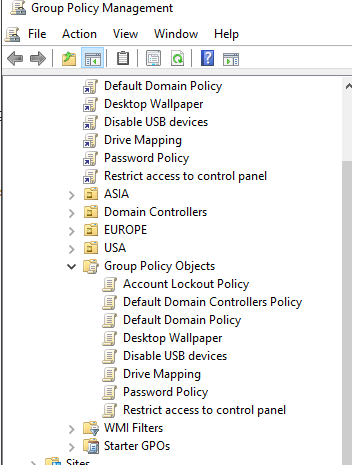 Group Policy Management
File Action View Window Help
Default Domain Policy
Desktop Wallpaper
Disable USB devices
Drive Mapping
Password Policy
Restrict access to control panel
ASIA
Domain Controllers
EUROPE
USA
Group Policy Objects
Account Lockout Policy
Default Domain Controllers Policy
Default Domain Policy
Desktop Wallpaper
Disable USB devices
Drive Mapping
Password Policy
Restrict access to control panel
WMI Filters
Starter GPOs
Sites